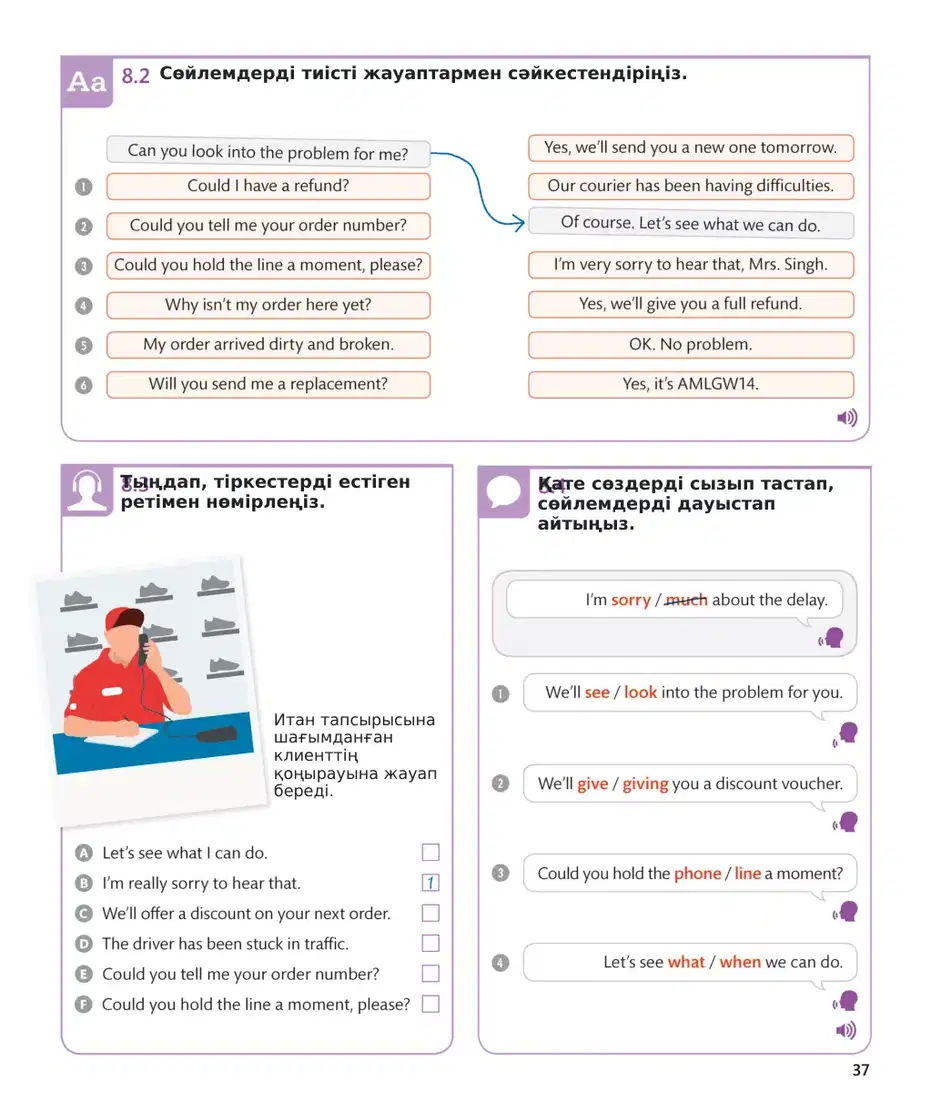 Aa
8.2 Сөйлемдерді тиісті жауаптармен сәйкестендіріңіз.
Can you look into the problem for me?
1 Could I have a refund?
2 Could you tell me your order number?
3 Could you hold the line a moment, please?
4 Why isn't my order here yet?
5 My order arrived dirty and broken.
6 Will you send me a replacement?
Yes, we'll send you a new one tomorrow.
Our courier has been having difficulties.
Of course. Let's see what we can do.
I'm very sorry to hear that, Mrs. Singh.
Yes, we'll give you a full refund.
OK. No problem.
Yes, it's AMLGW14.
Тыңдап, тіркестерді естіген
ретімен нөмірлеңіз.
Итан тапсырысына
шағымданған
клиенттің
қоңырауына жауап
береді.
A Let's see what I can do.
B I'm really sorry to hear that. 1
C We'll offer a discount on your next order.
D The driver has been stuck in traffic.
E Could you tell me your order number?
F Could you hold the line a moment, please?
Қате сөздерді сызып тастап,
сөйлемдерді дауыстап
айтыңыз.
I'm sorry / much about the delay.
1 We'll see / look into the problem for you.
2 We'll give / giving you a discount voucher.
3 Could you hold the phone / line a moment?
4 Let's see what / when we can do.
37